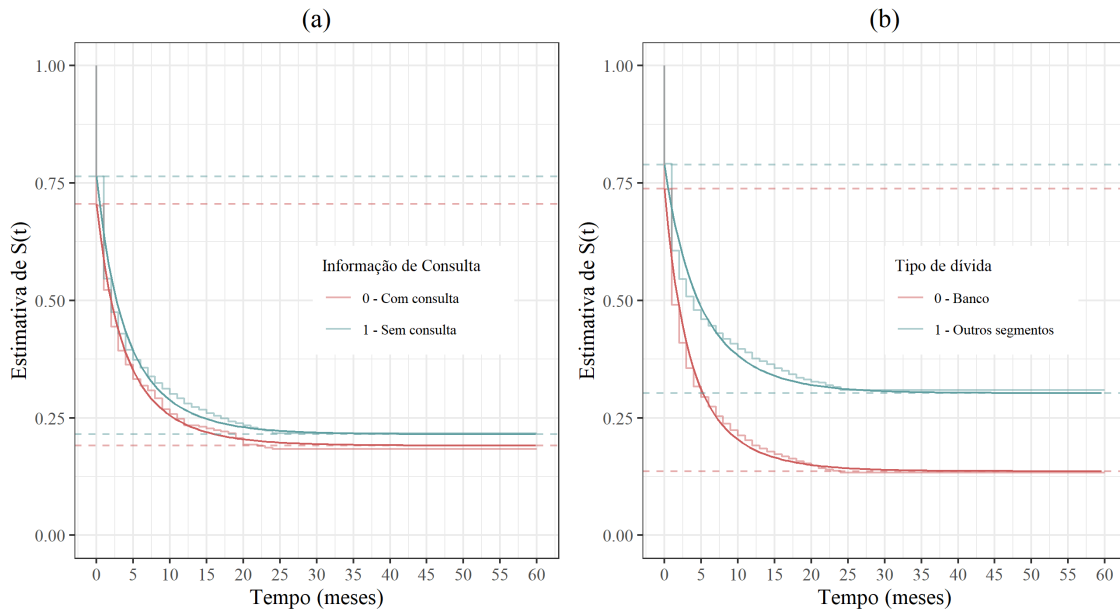 (a)
Estimativa de S(t)
1.00
0.75
0.50
0.25
0.00
Informação de Consulta
0 - Com consulta
1 - Sem consulta
0 5 10 15 20 25 30 35 40 45 50 55 60
Tempo (meses)
(b)
Estimativa de S(t)
1.00
0.75
0.50
0.25
0.00
Tipo de dívida
0 - Banco
1 - Outros segmentos
0 5 10 15 20 25 30 35 40 45 50 55 60
Tempo (meses)